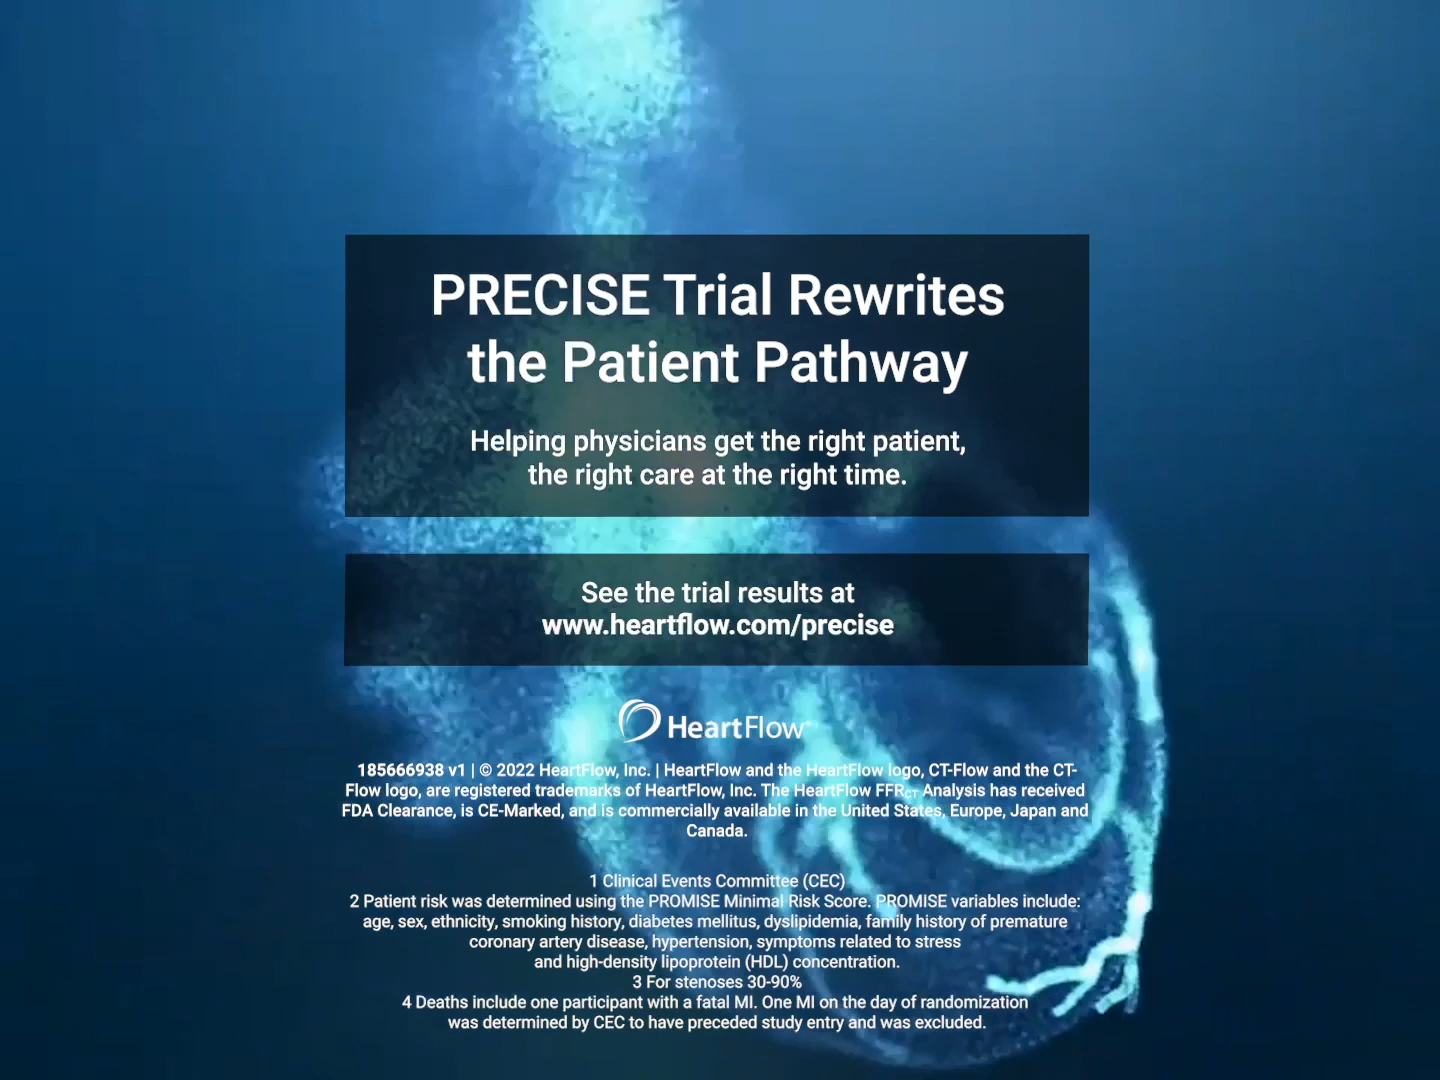 PRECISE Trial Rewrites
the Patient Pathway
Helping physicians get the right patient,
the right care at the right time.
See the trial results at
www.heartflow.com/precise
HeartFlow
185666938 v1 | © 2022 HeartFlow, Inc. | HeartFlow and the HeartFlow logo, CT-Flow and the CT-
Flow logo, are registered trademarks of HeartFlow, Inc. The HeartFlow FFRCT Analysis has received
FDA Clearance, is CE-Marked, and is commercially available in the United States, Europe, Japan and
Canada.
1 Clinical Events Committee (CEC)
2 Patient risk was determined using the PROMISE Minimal Risk Score. PROMISE variables include:
age, sex, ethnicity, smoking history, diabetes mellitus, dyslipidemia, family history of premature
coronary artery disease, hypertension, symptoms related to stress
and high-density lipoprotein (HDL) concentration.
3 For stenoses 30-90%
4 Deaths include one participant with a fatal MI. One MI on the day of randomization
was determined by CEC to have preceded study entry and was excluded.